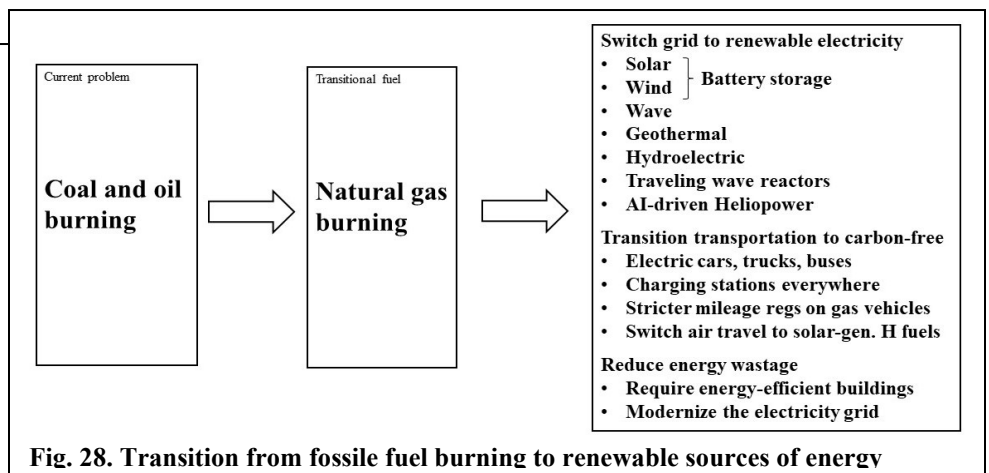 Current problem
Coal and oil
burning
Transitional fuel
Natural gas
burning
Switch grid to renewable electricity
• Solar
• Wind
Battery storage
• Wave
• Geothermal
• Hydroelectric
• Traveling wave reactors
• AI-driven Heliopower
Transition transportation to carbon-free
• Electric cars, trucks, buses
• Charging stations everywhere
• Stricter mileage regs on gas vehicles
• Switch air travel to solar-gen. H fuels
Reduce energy wastage
• Require energy-efficient buildings
• Modernize the electricity grid
Fig. 28. Transition from fossile fuel burning to renewable sources of energy